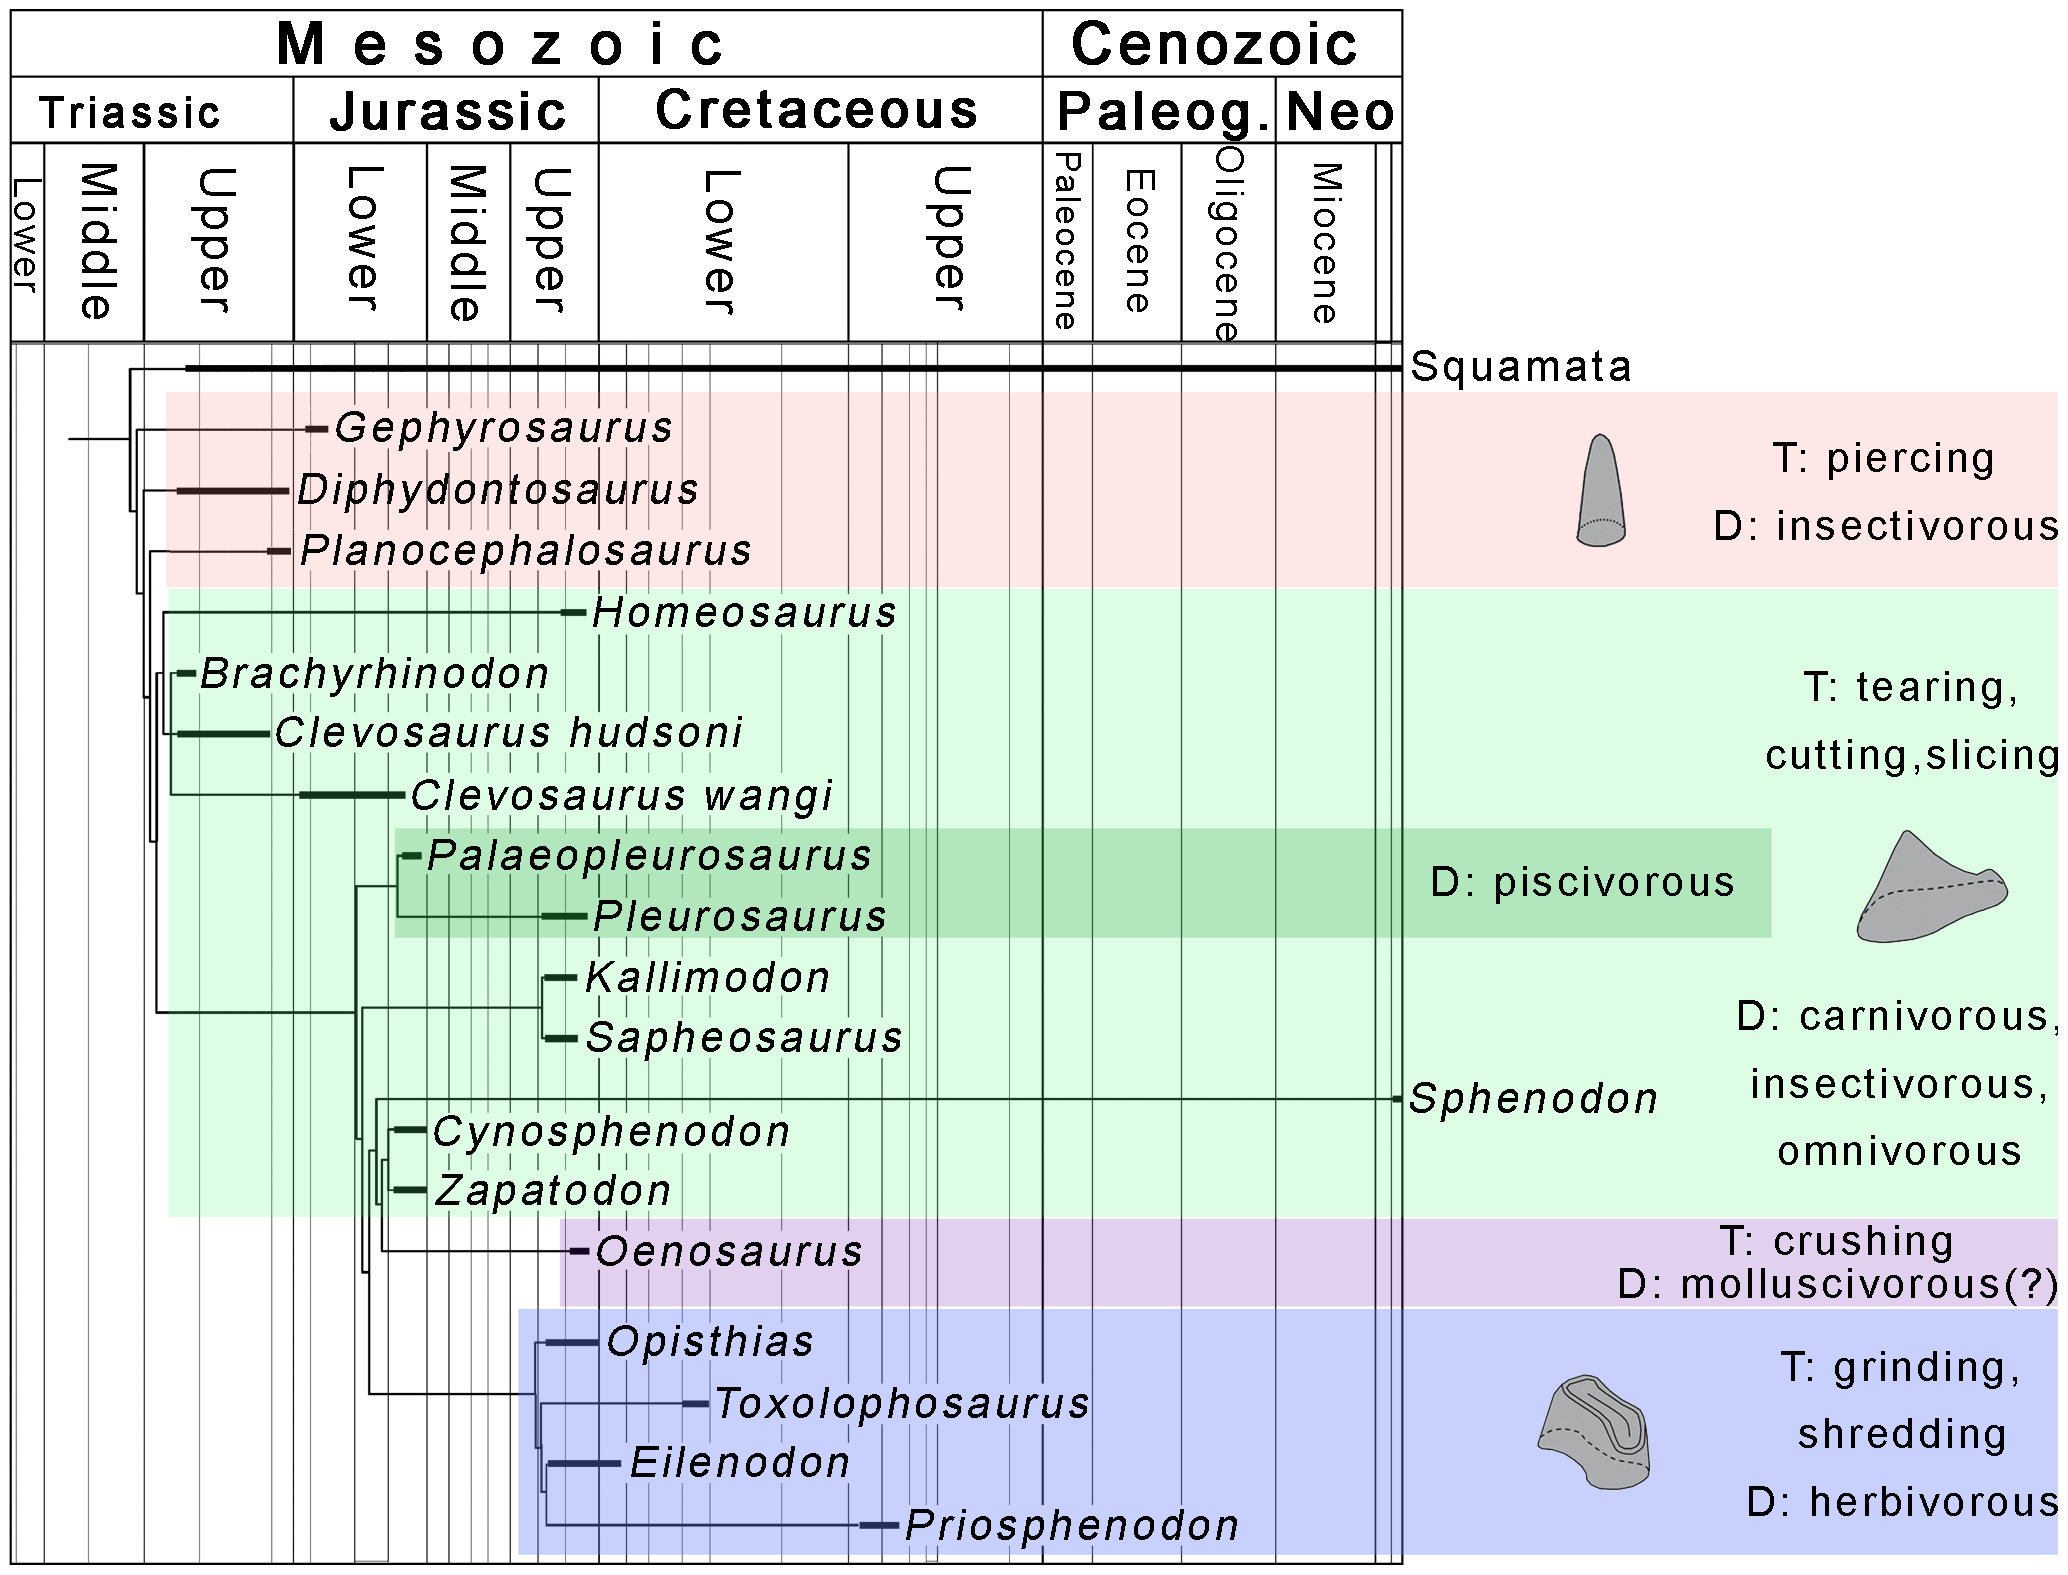 Mesozoic Cenozoic
Triassic Jurassic Cretaceous Paleog. Neo
Lower Middle Upper Lower Middle Upper Lower Upper Paleocene Eocene Oligocene Miocene
Squamata
Gephyrosaurus
T: piercing
Diphydontosaurus
D: insectivorous
Planocephalosaurus
Homeosaurus
Brachyrhinodon
T: tearing,
Clevosaurus hudsoni
cutting,slicing
Clevosaurus wangi
Palaeopleurosaurus
D: piscivorous
Pleurosaurus
Kallimodon
D: carnivorous,
Sapheosaurus
insectivorous,
Sphenodon
Cynosphenodon
omnivorous
Zapatodon
T: crushing
Oenosaurus
D: molluscivorous(?)
Opisthias
T: grinding,
Toxolophosaurus
shredding
Eilenodon
D: herbivorous
Priosphenodon